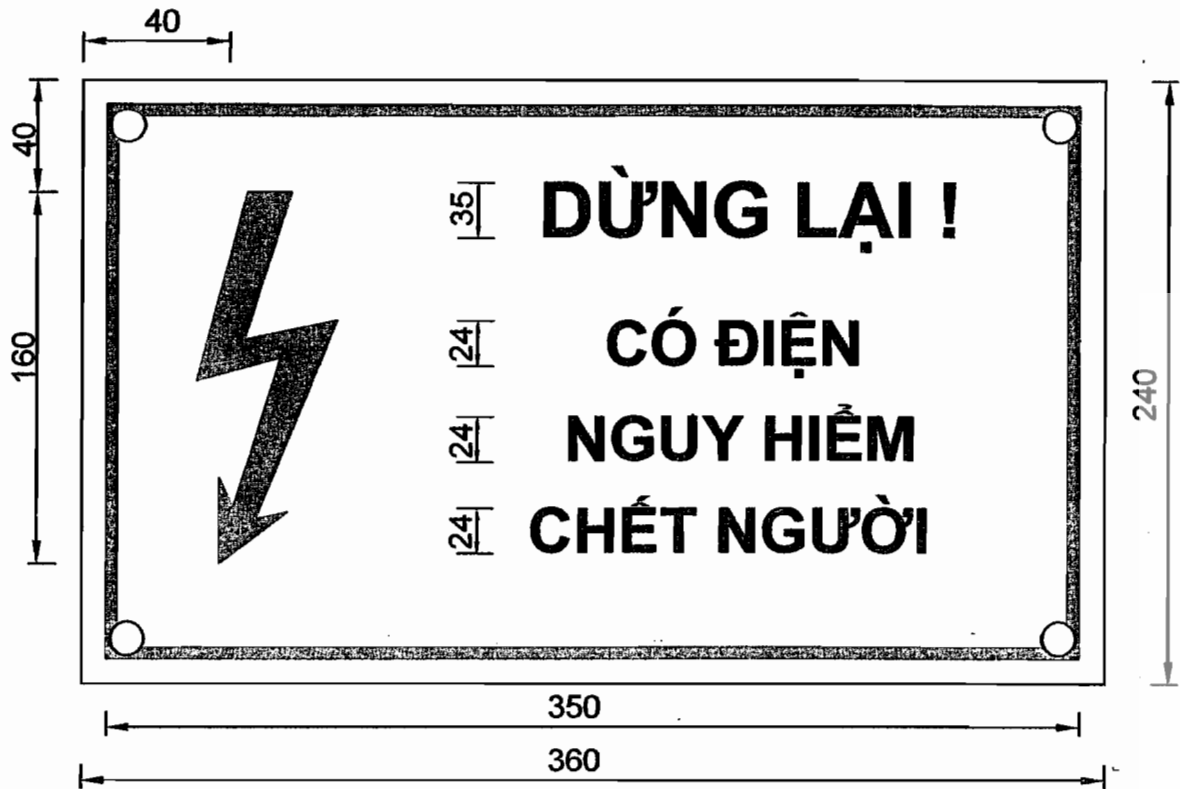 40
40
160
35 DỪNG LẠI !
24 CÓ ĐIỆN
24 NGUY HIỂM
24 CHẾT NGƯỜI
240
350
360